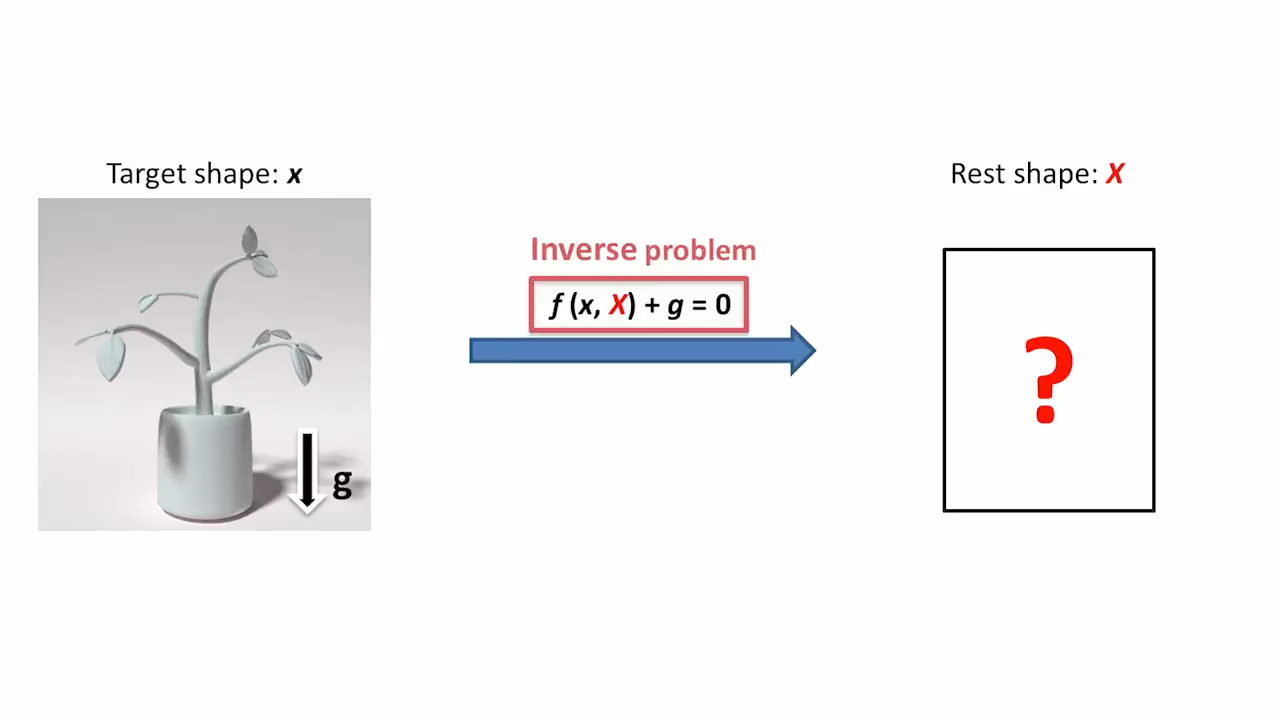 Target shape: x
Rest shape: X
Inverse problem
f (x, X) + g = 0
?
g